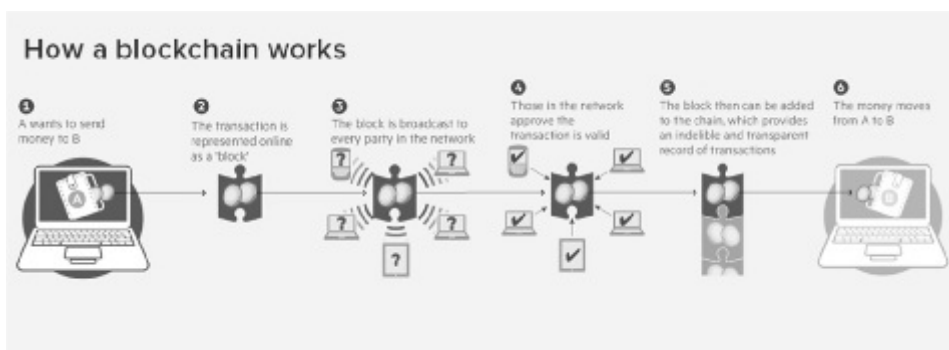 How a blockchain works
1
A wants to send
money to B
2
The transaction is
represented online
as a 'block'
3
The block is broadcast to
every party in the network
4
Those in the network
approve the
transaction is valid
5
The block then can be added
to the chain, which provides
an indelible and transparent
record of transactions
6
The money moves
from A to B
A
?
?
?
?
?
B